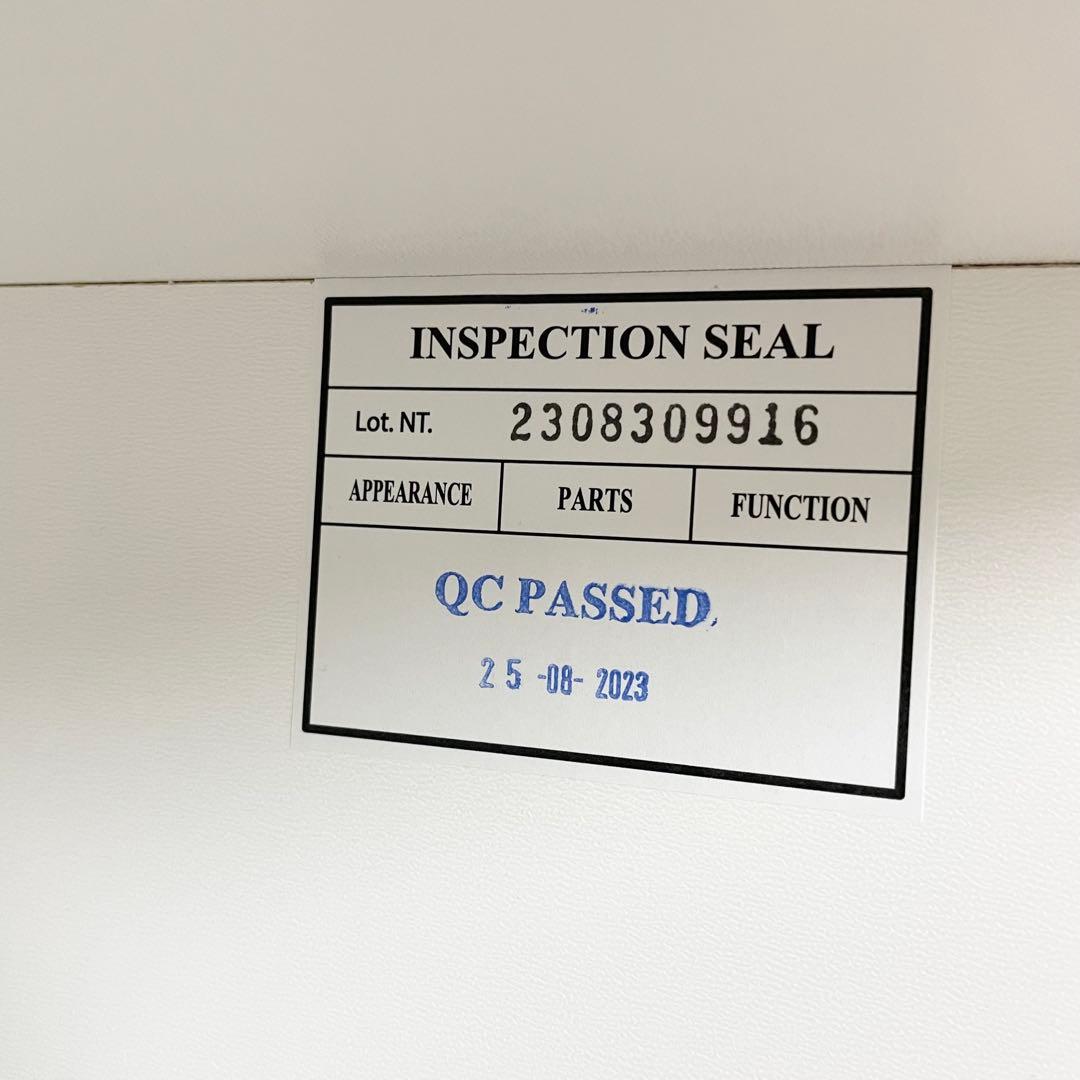 INSPECTION SEAL
Lot. NT. 2308309916
APPEARANCE PARTS FUNCTION
QC PASSED
25 -08- 2023